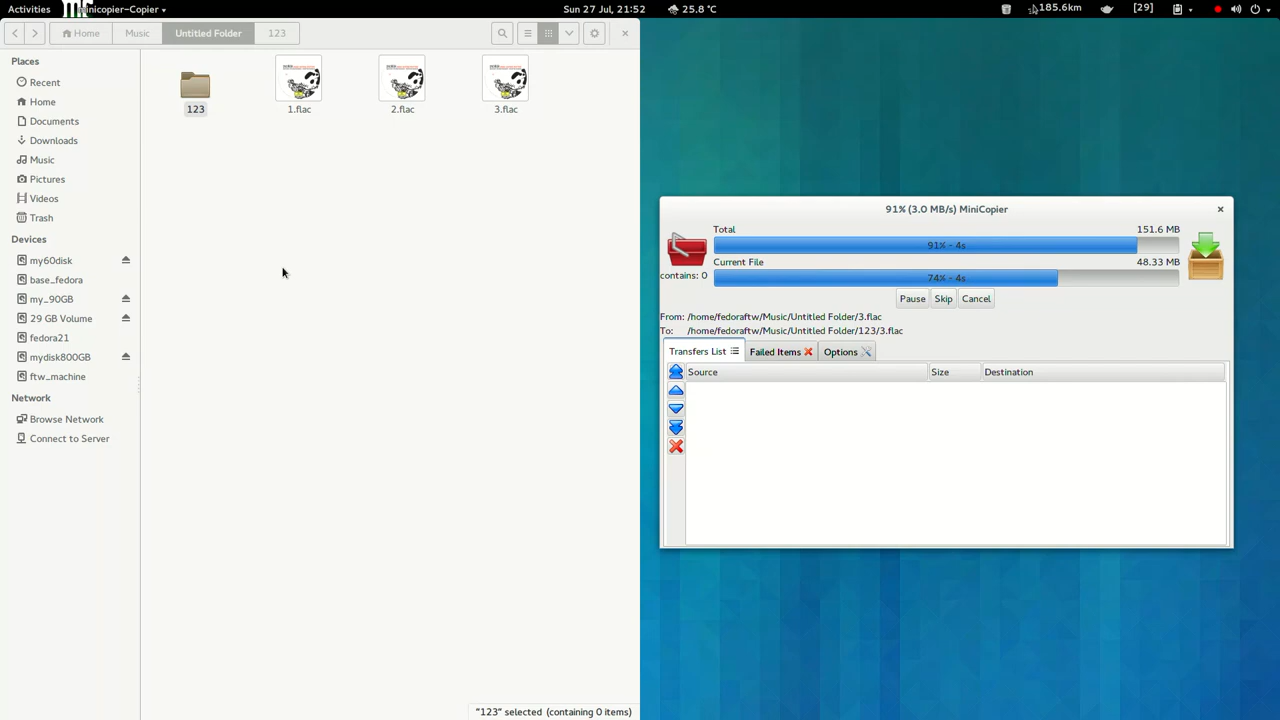 Activities
minicopier-Copier
Sun 27 Jul, 21:52
25.8 °C
185.6km
[29]
Home
Music
Untitled Folder
123
Places
Recent
Home
Documents
Downloads
Music
Pictures
Videos
Trash
Devices
my60disk
base_fedora
my_90GB
29 GB Volume
fedora21
mydisk800GB
ftw_machine
Network
Browse Network
Connect to Server
123
1.flac
2.flac
3.flac
"123" selected (containing 0 items)
91% (3.0 MB/s) MiniCopier
Total
151.6 MB
91% - 4s
Current File
48.33 MB
74% - 4s
contains: 0
Pause
Skip
Cancel
From: /home/fedoraftw/Music/Untitled Folder/3.flac
To: /home/fedoraftw/Music/Untitled Folder/123/3.flac
Transfers List
Failed Items
Options
Source
Size
Destination